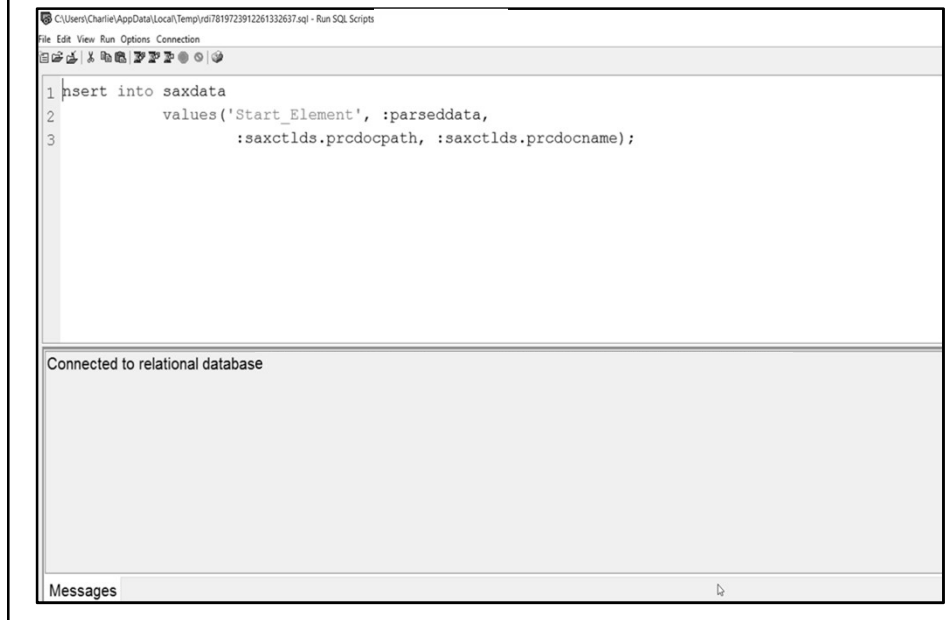 C:\Users\Charlie\AppData\Local\Temp\rdi7819723912261332637.sql - Run SQL Scripts
File Edit View Run Options Connection
1 nsert into saxdata
2 values('Start_Element', :parseddata,
3 :saxctlds.prcdocpath, :saxctlds.prcdocname);
Connected to relational database
Messages